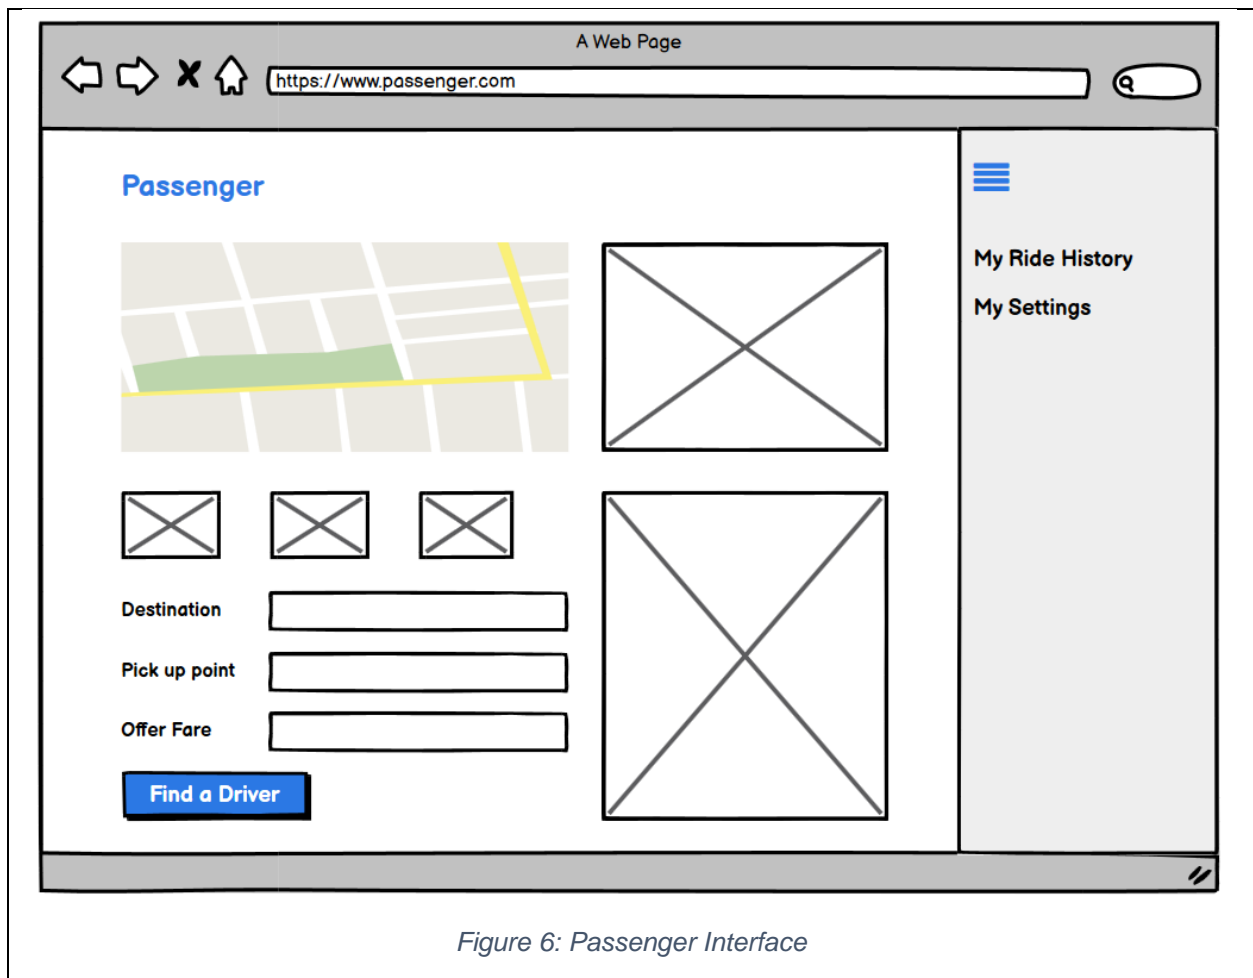 A Web Page
https://www.passenger.com
Passenger
My Ride History
My Settings
Destination
Pick up point
Offer Fare
Find a Driver
Figure 6: Passenger Interface